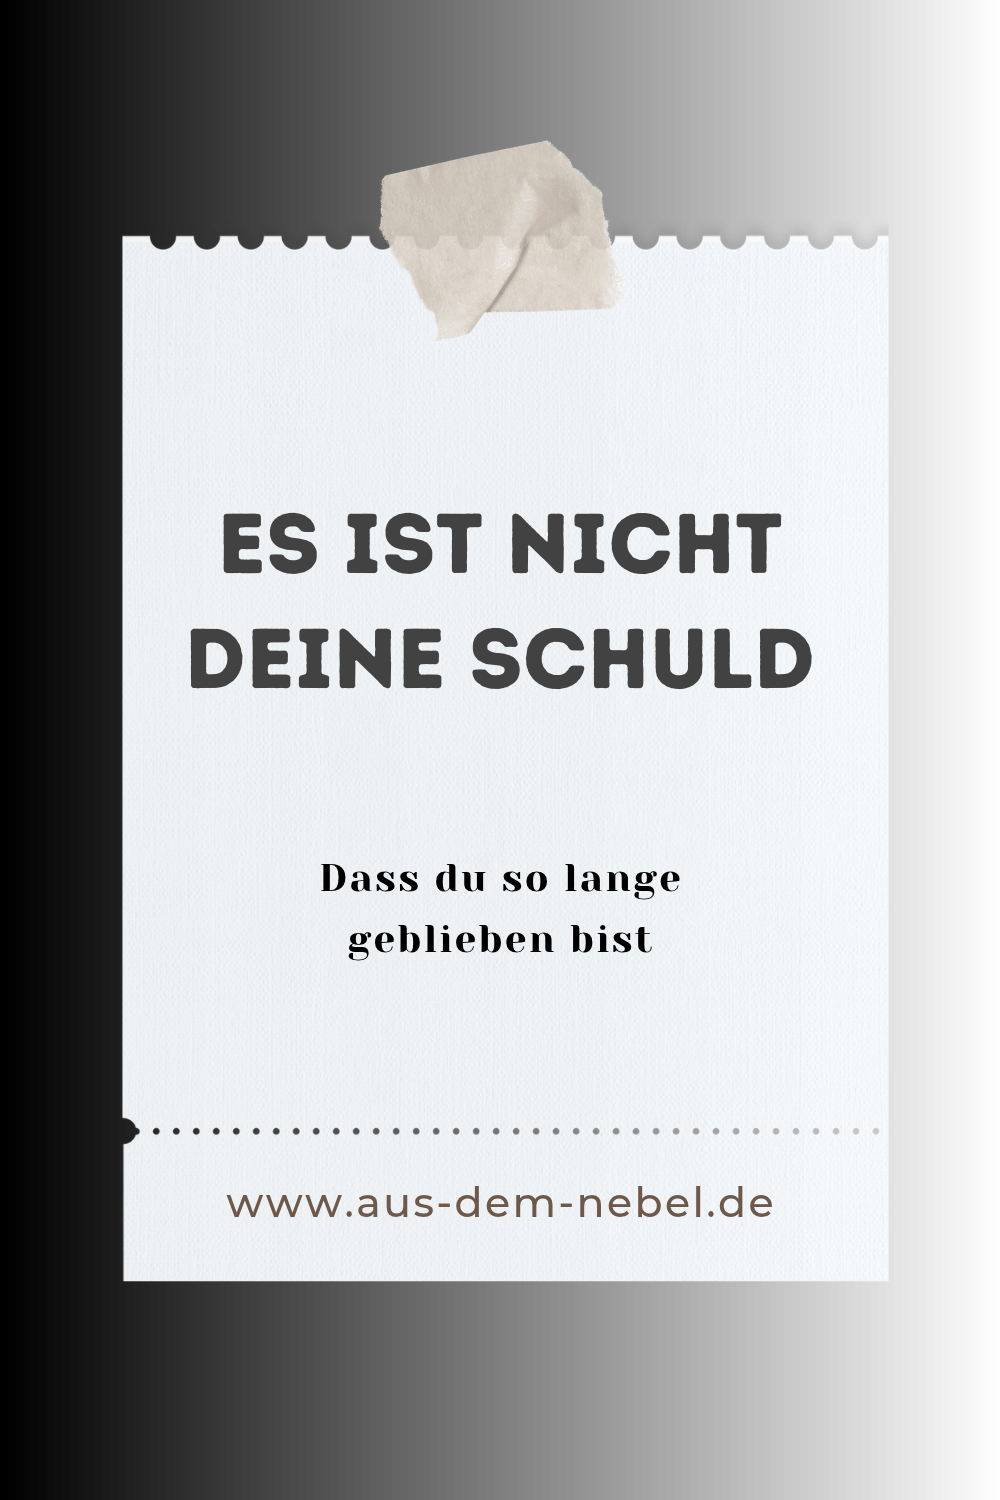 ES IST NICHT
DEINE SCHULD
Dass du so lange
geblieben bist
www.aus-dem-nebel.de